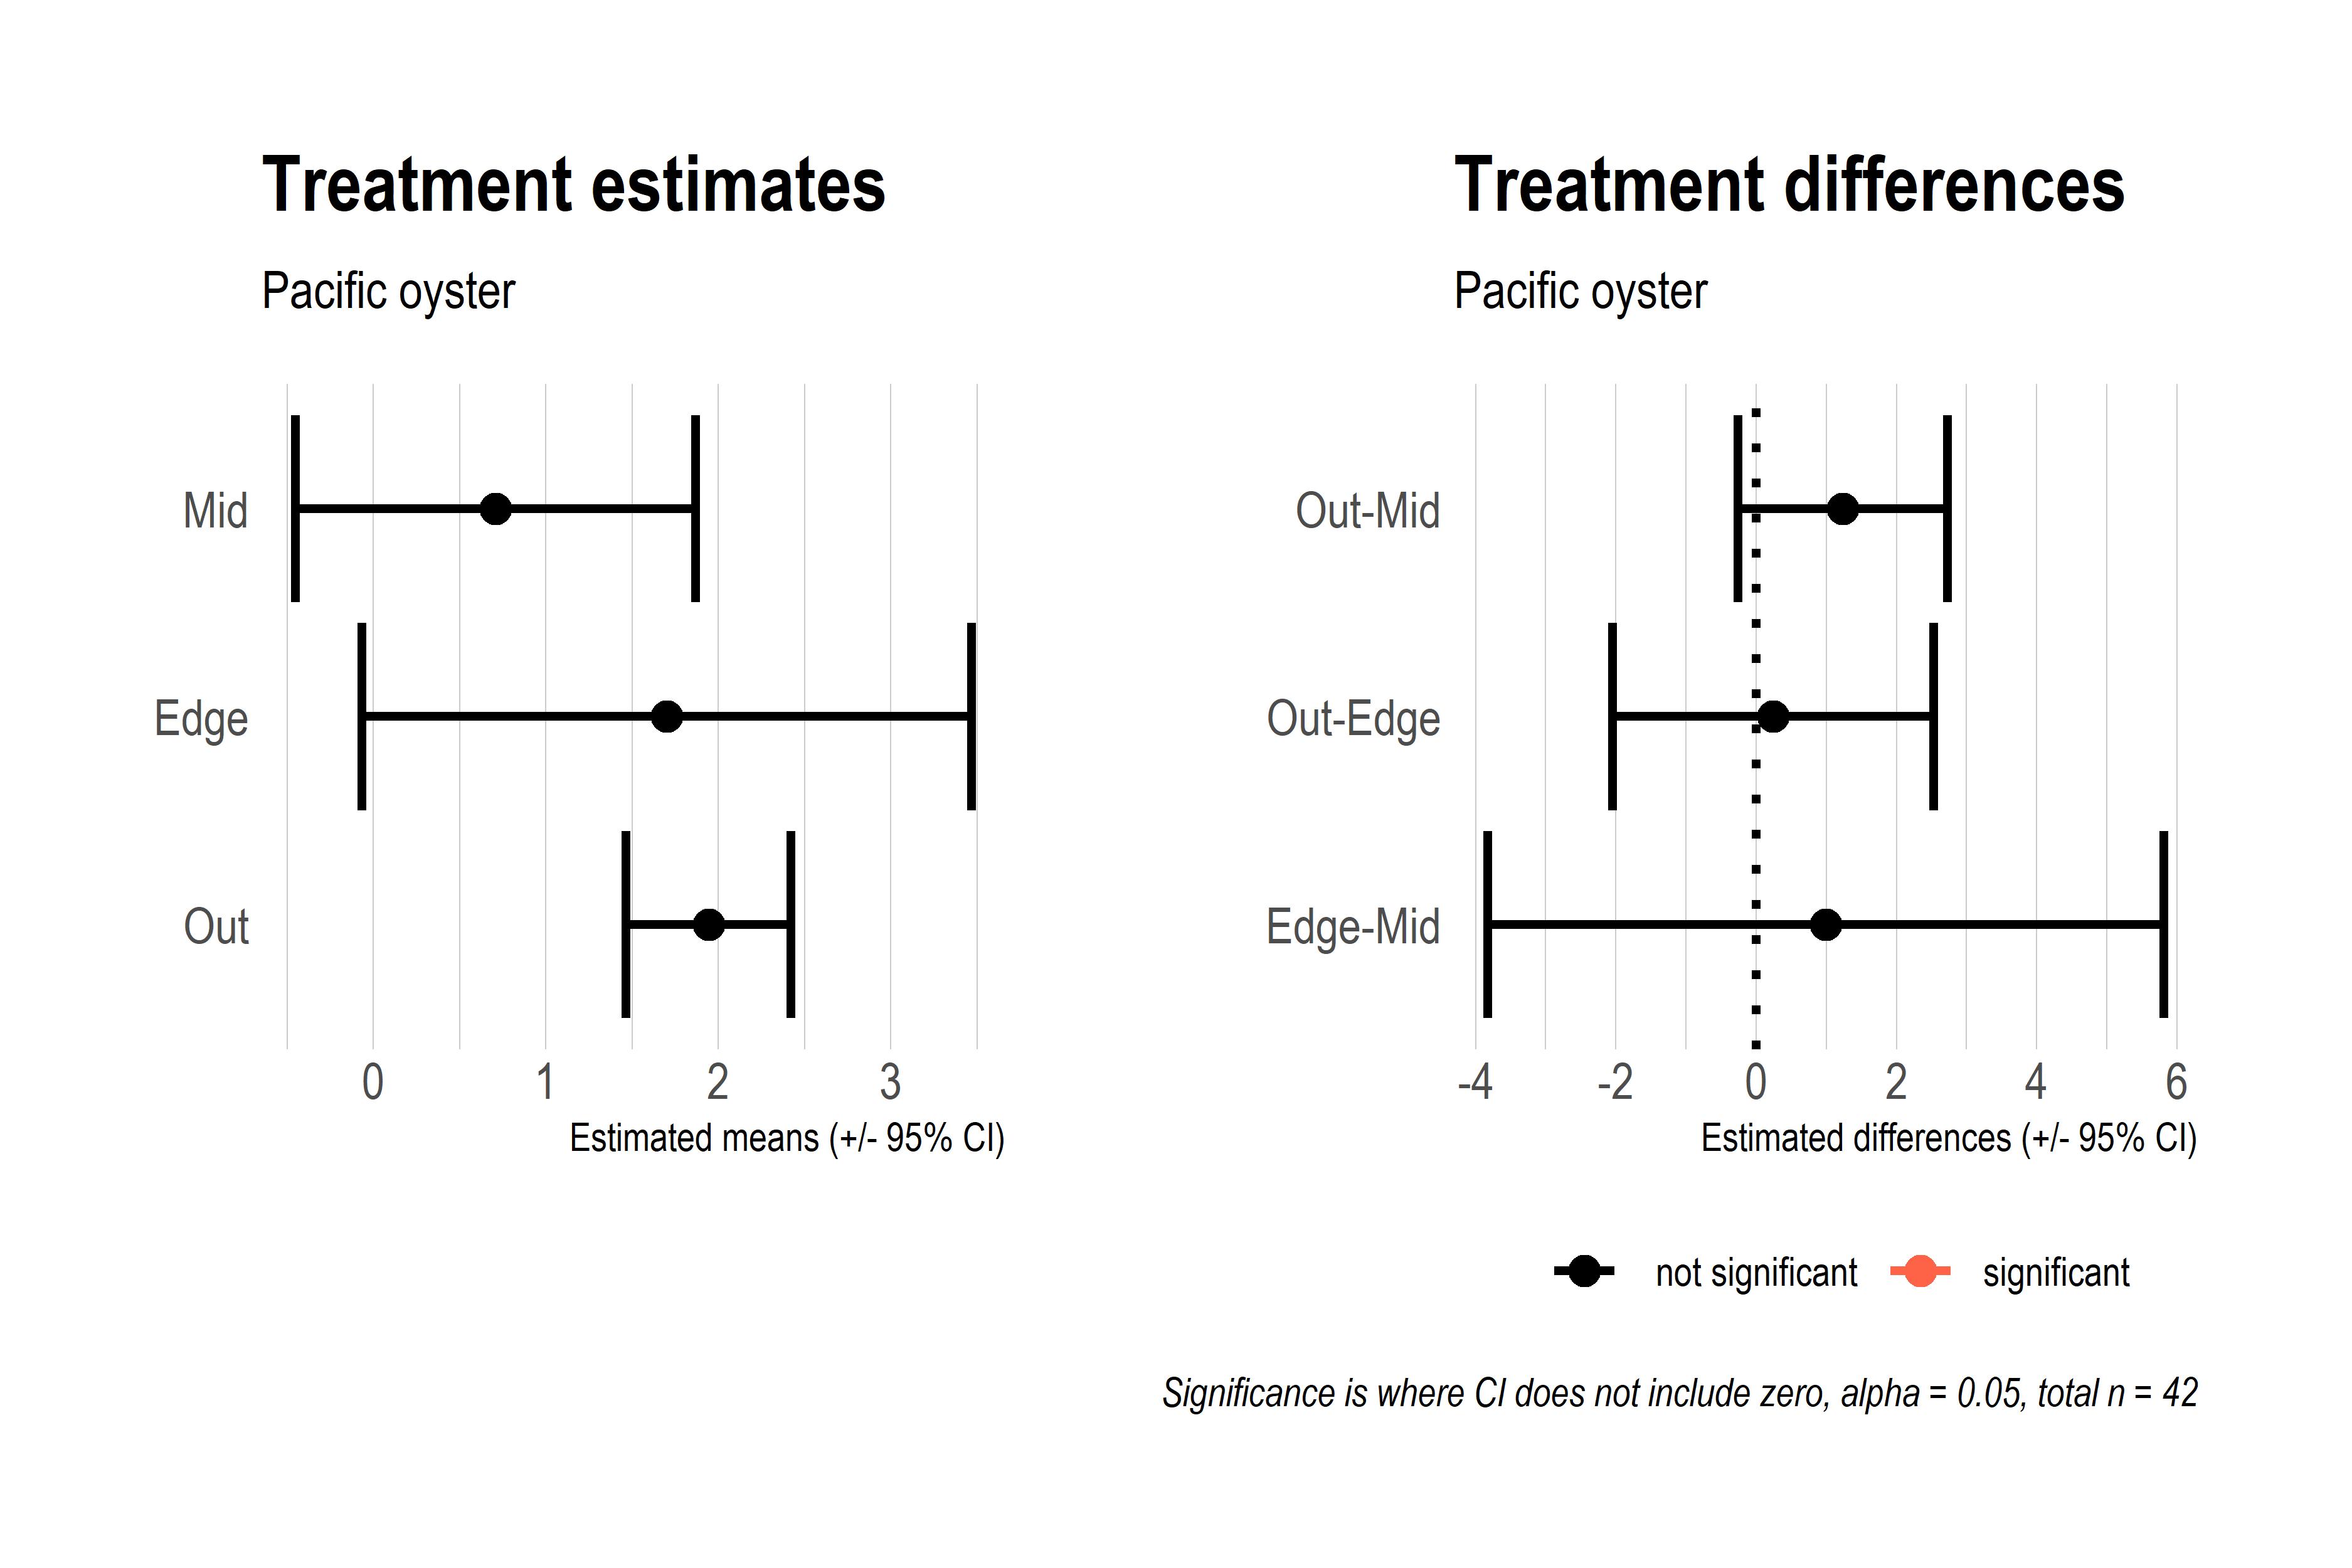 Treatment estimates
Pacific oyster
Mid
Edge
Out
0 1 2 3
Estimated means (+/- 95% CI)
Treatment differences
Pacific oyster
Out-Mid
Out-Edge
Edge-Mid
-4 -2 0 2 4 6
Estimated differences (+/- 95% CI)
not significant significant
Significance is where CI does not include zero, alpha = 0.05, total n = 42